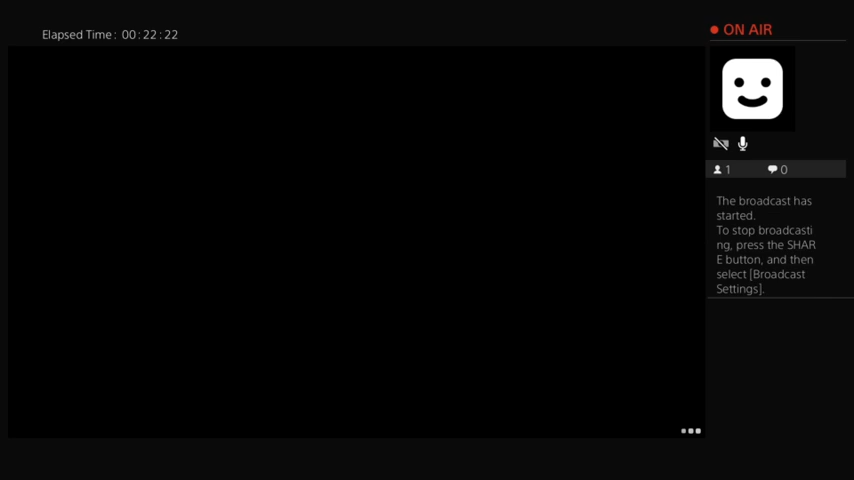 Elapsed Time: 00:22:22
ON AIR
1 0
The broadcast has
started.
To stop broadcasti
ng, press the SHAR
E button, and then
select [Broadcast
Settings].